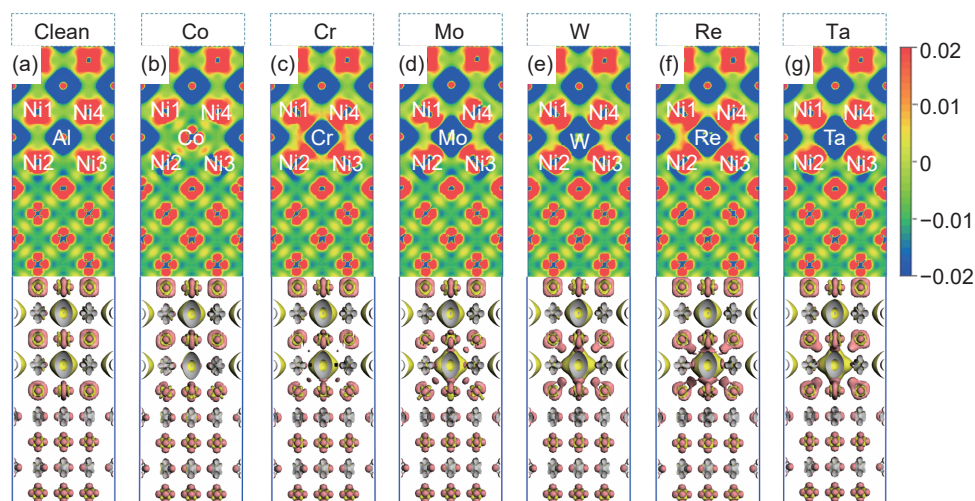 Clean Co Cr Mo W Re Ta
(a) (b) (c) (d) (e) (f) (g)
Ni1 Ni4 Ni1 Ni4 Ni1 Ni4 Ni1 Ni4 Ni1 Ni4 Ni1 Ni4 Ni1 Ni4
Al Co Cr Mo W Re Ta
Ni2 Ni3 Ni2 Ni3 Ni2 Ni3 Ni2 Ni3 Ni2 Ni3 Ni2 Ni3 Ni2 Ni3
0.02
0.01
0
−0.01
−0.02